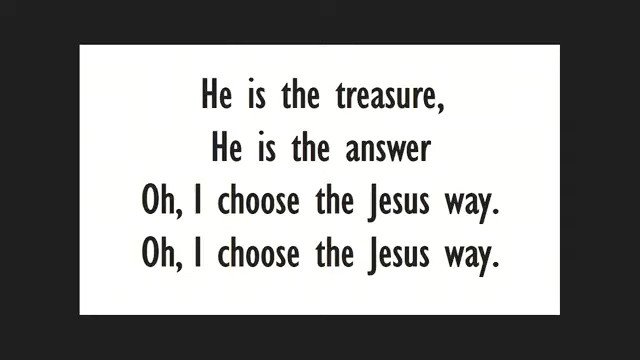 He is the treasure,
He is the answer
Oh, I choose the Jesus way.
Oh, I choose the Jesus way.